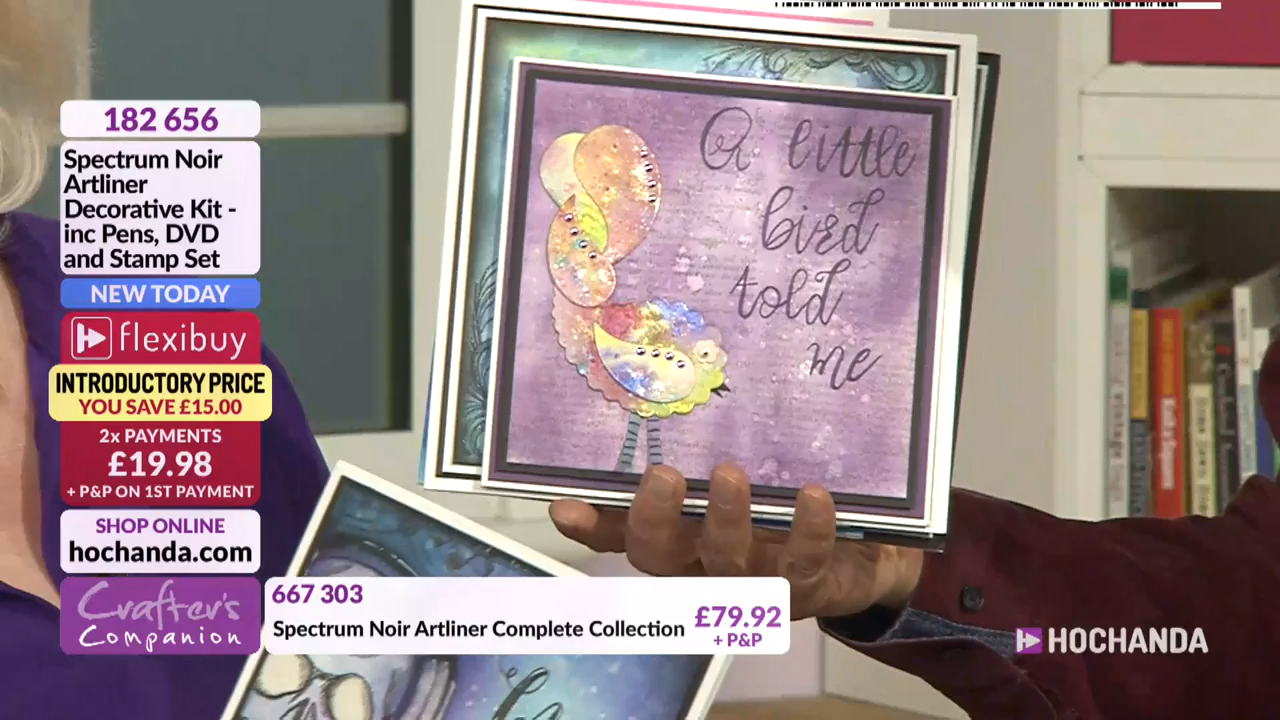 182 656
Spectrum Noir
Artliner
Decorative Kit -
inc Pens, DVD
and Stamp Set
NEW TODAY
flexibuy
INTRODUCTORY PRICE
YOU SAVE £15.00
2x PAYMENTS
£19.98
+ P&P ON 1ST PAYMENT
SHOP ONLINE
hochanda.com
Crafter's
Companion
667 303
Spectrum Noir Artliner Complete Collection
£79.92
+ P&P
A little
bird
told
me
HOCHANDA